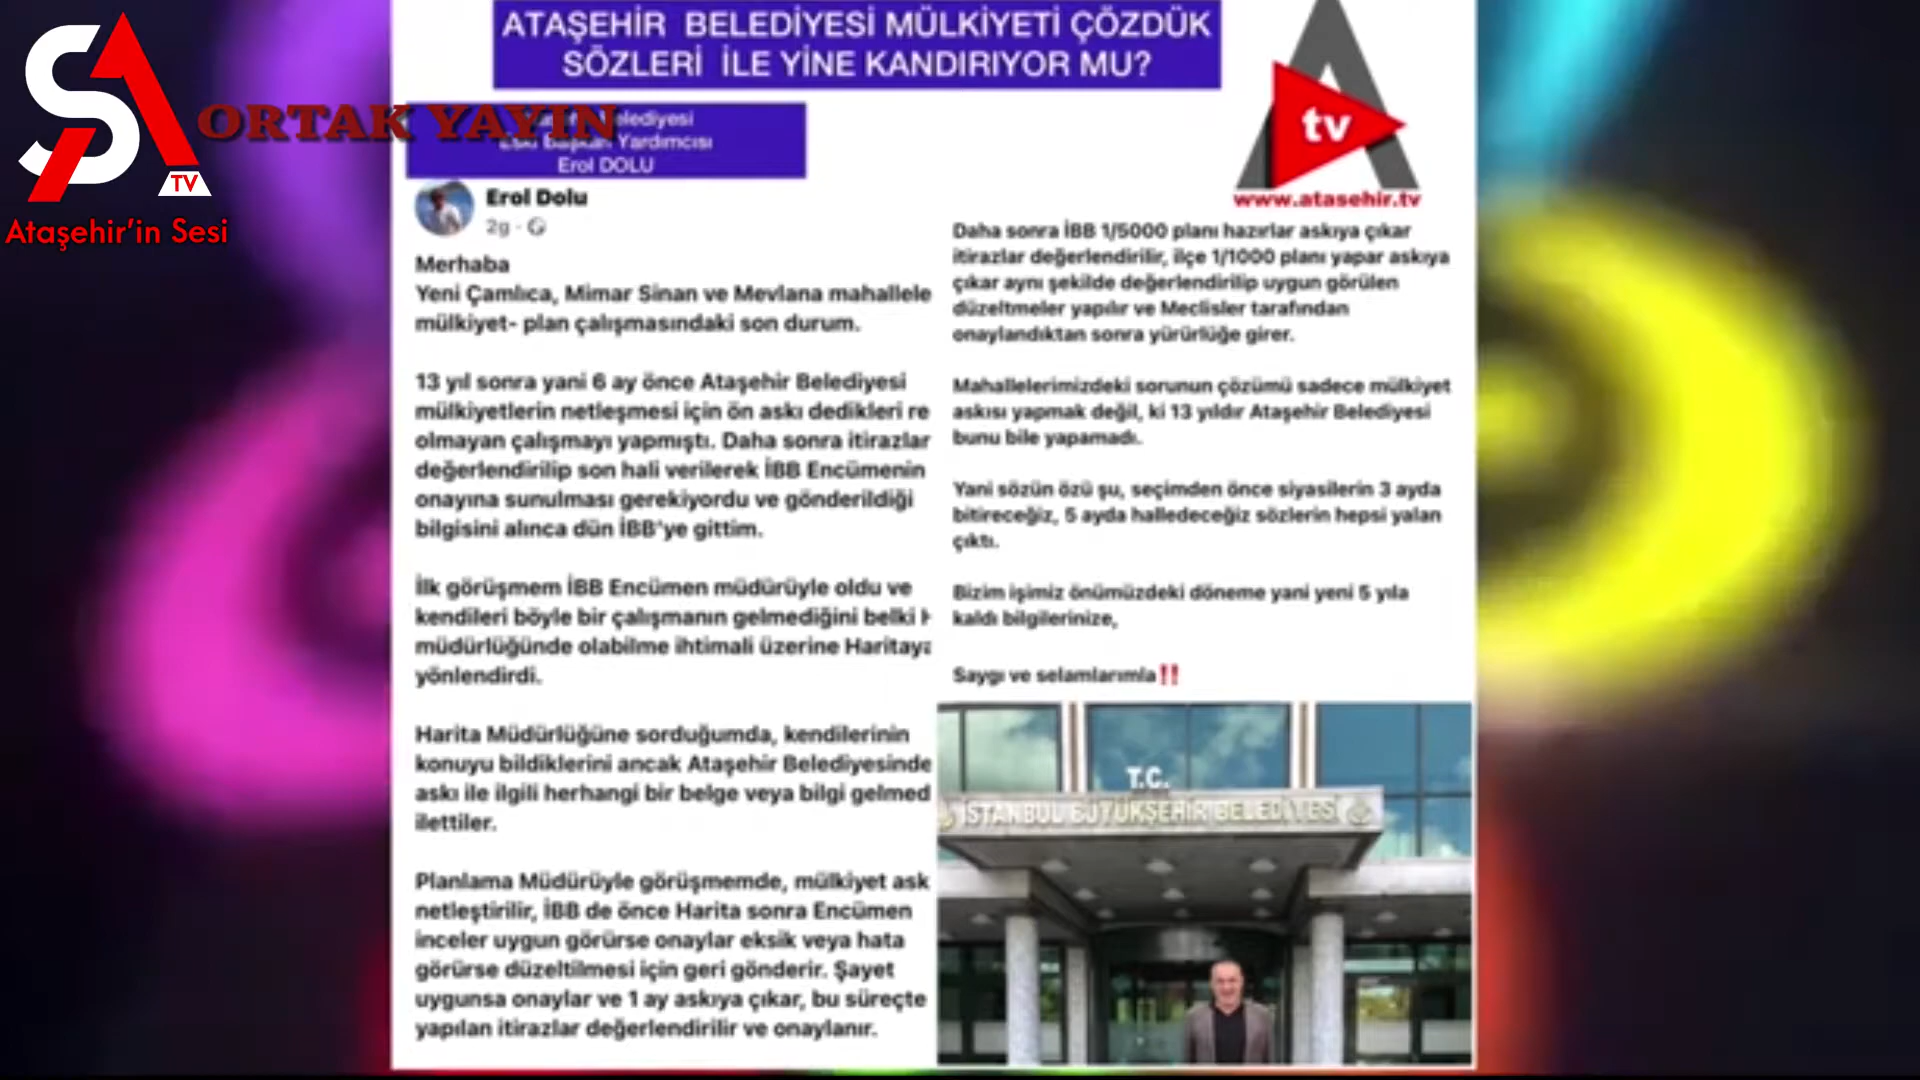 ATAŞEHİR BELEDİYESİ MÜLKİYETİ ÇÖZDÜK
SÖZLERİ İLE YİNE KANDIRIYOR MU?
SA
TV
Ataşehir'in Sesi
ORTAK YAYIN
tv
www.atasehir.tv
Eski Başkan Yardımcısı
Erol DOLU
Erol Dolu
2g
Merhaba
Yeni Çamlıca, Mimar Sinan ve Mevlana mahallele
mülkiyet- plan çalışmasındaki son durum.
13 yıl sonra yani 6 ay önce Ataşehir Belediyesi
mülkiyetlerin netleşmesi için ön askı dedikleri re
olmayan çalışmayı yapmıştı. Daha sonra itirazlar
değerlendirilip son hali verilerek İBB Encümenin
onayına sunulması gerekiyordu ve gönderildiği
bilgisini alınca dün İBB'ye gittim.
İlk görüşmem İBB Encümen müdürüyle oldu ve
kendileri böyle bir çalışmanın gelmediğini belki
müdürlüğünde olabilme ihtimali üzerine Haritaya
yönlendirdi.
Harita Müdürlüğüne sorduğumda, kendilerinin
konuyu bildiklerini ancak Ataşehir Belediyesinde
askı ile ilgili herhangi bir belge veya bilgi gelmed
ilettiler.
Planlama Müdürüyle görüşmemde, mülkiyet ask
netleştirilir, İBB de önce Harita sonra Encümen
inceler uygun görürse onaylar eksik veya hata
görürse düzeltilmesi için geri gönderir. Şayet
uygunsa onaylar ve 1 ay askıya çıkar, bu süreçte
yapılan itirazlar değerlendirilir ve onaylanır.
Daha sonra İBB 1/5000 planı hazırlar askıya çıkar
itirazlar değerlendirilir, ilçe 1/1000 planı yapar askıya
çıkar aynı şekilde değerlendirilip uygun görülen
düzeltmeler yapılır ve Meclisler tarafından
onaylandıktan sonra yürürlüğe girer.
Mahallelerimizdeki sorunun çözümü sadece mülkiyet
askısı yapmak değil, ki 13 yıldır Ataşehir Belediyesi
bunu bile yapamadı.
Yani sözün özü şu, seçimden önce siyasilerin 3 ayda
bitireceğiz, 5 ayda halledeceğiz sözlerin hepsi yalan
çıktı.
Bizim işimiz önümüzdeki döneme yani yeni 5 yıla
kaldı bilgilerinize,
Saygı ve selamlarımla‼
T.C.
İSTANBUL BÜYÜKŞEHİR BELEDİYESİ